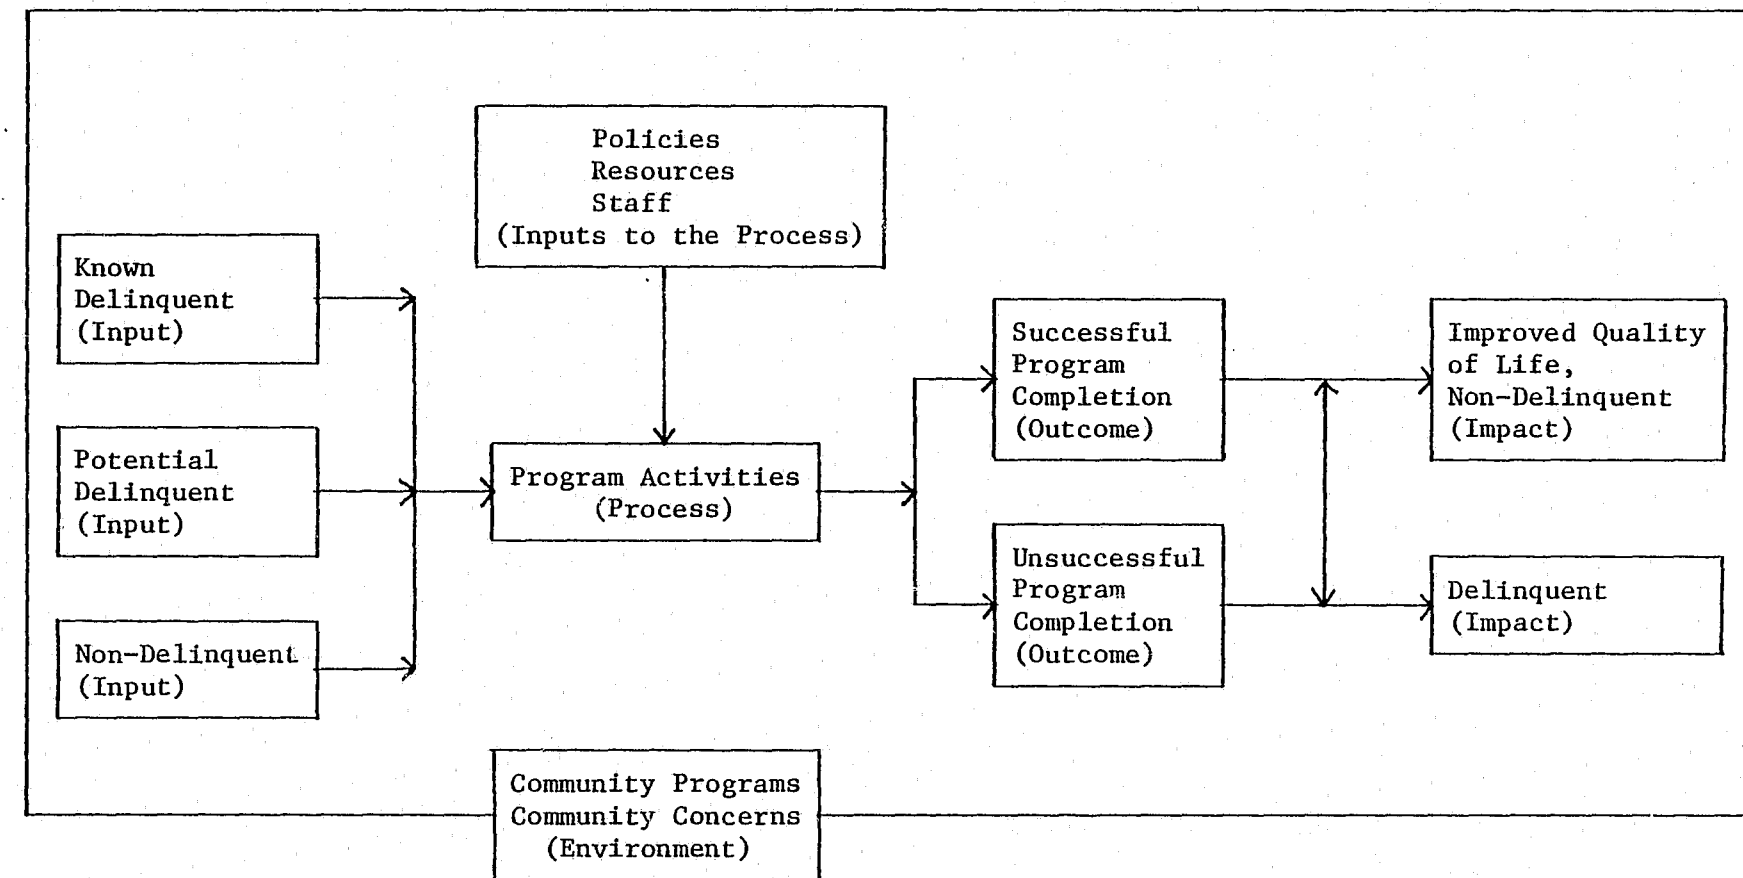 Policies
Resources
Staff
(Inputs to the Process)
Known
Delinquent
(Input)
Potential
Delinquent
(Input)
Non-Delinquent
(Input)
Program Activities
(Process)
Successful
Program
Completion
(Outcome)
Unsuccessful
Program
Completion
(Outcome)
Improved Quality
of Life,
Non-Delinquent
(Impact)
Delinquent
(Impact)
Community Programs
Community Concerns
(Environment)